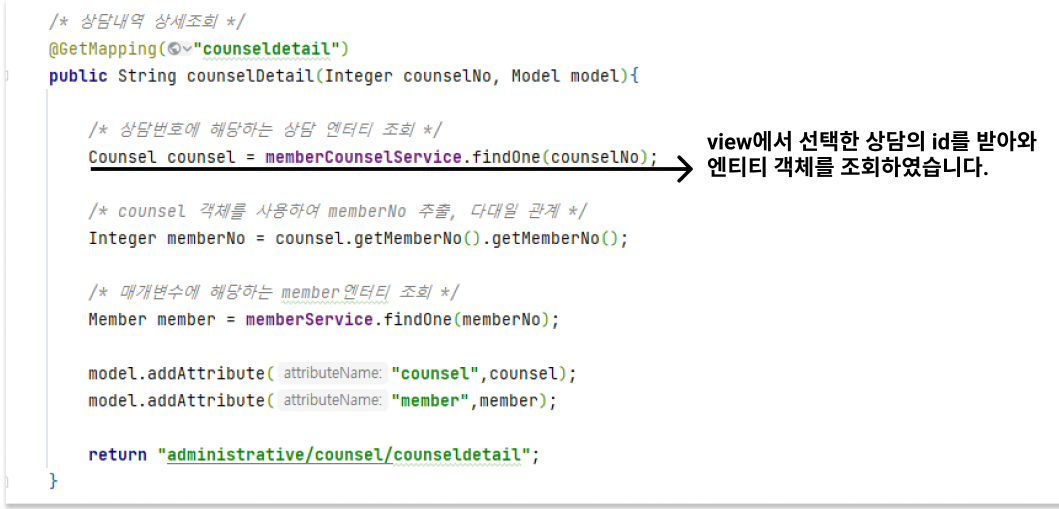 /* 상담내역 상세조회 */
@GetMapping("counseldetail")
public String counselDetail(Integer counselNo, Model model){
/* 상담번호에 해당하는 상담 엔터티 조회 */
Counsel counsel = memberCounselService.findOne(counselNo);
view에서 선택한 상담의 id를 받아와
엔티티 객체를 조회하였습니다.
/* counsel 객체를 사용하여 memberNo 추출, 다대일 관계 */
Integer memberNo = counsel.getMemberNo().getMemberNo();
/* 매개변수에 해당하는 member엔터티 조회 */
Member member = memberService.findOne(memberNo);
model.addAttribute( attributeName: "counsel",counsel);
model.addAttribute( attributeName: "member",member);
return "administrative/counsel/counseldetail";
}